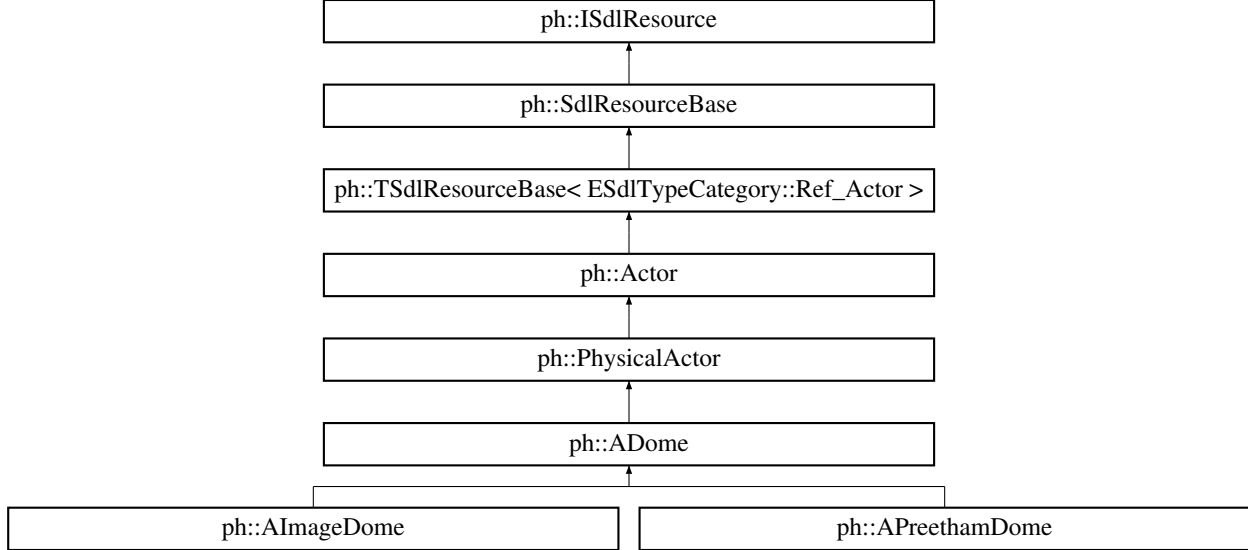 ph::ISdlResource
ph::SdlResourceBase
ph::TSdlResourceBase< ESdlTypeCategory::Ref_Actor >
ph::Actor
ph::PhysicalActor
ph::ADome
ph::AImageDome
ph::APreethamDome